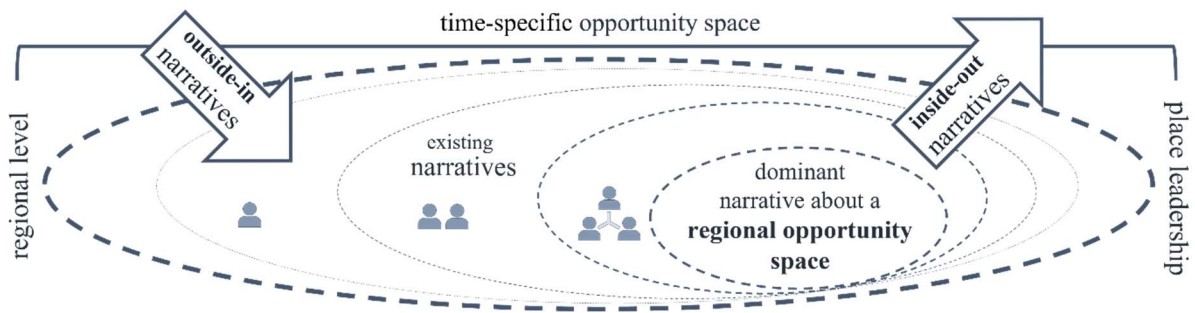 time-specific opportunity space
regional level
outside-in
narratives
existing
narratives
dominant
narrative about a
regional opportunity
space
inside-out
narratives
place leadership